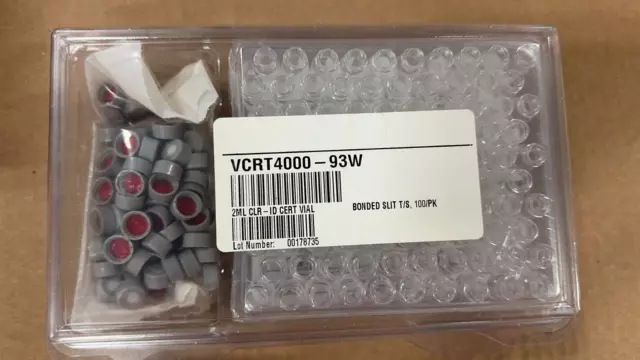 VCRT4000-93W
2ML CLR-ID CERT VIAL BONDED SLIT T/S, 100/PK
Lot Number: 00178735